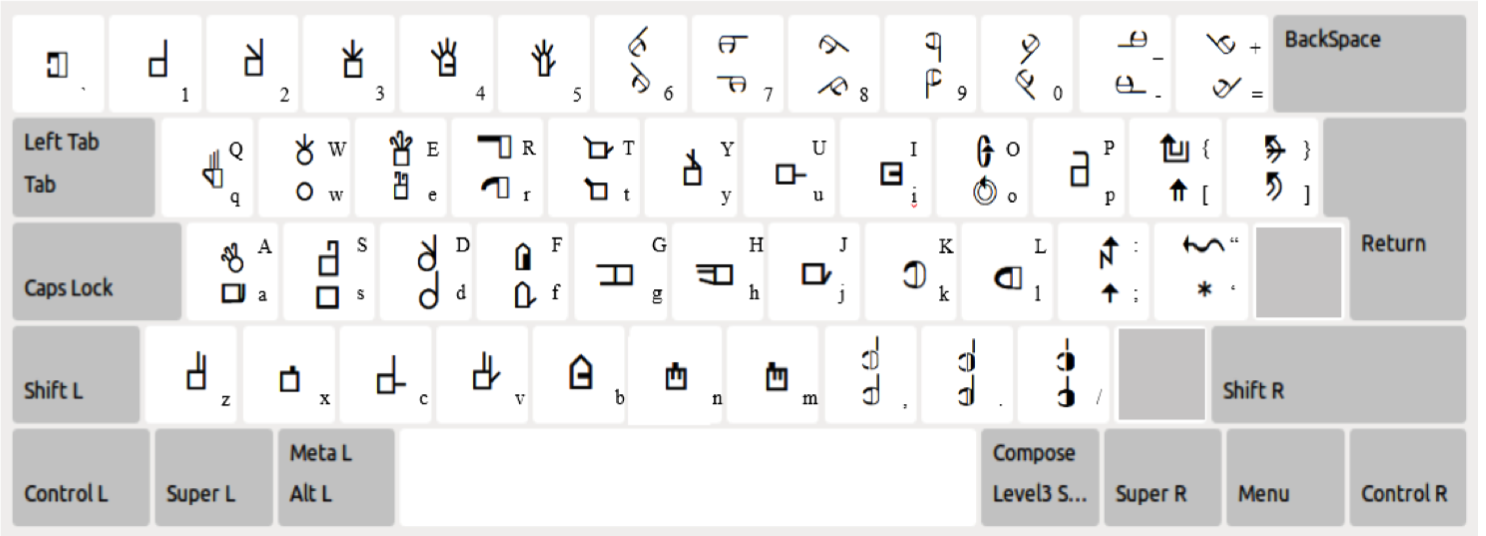 ` 1 2 3 4 5 6 7 8 9 0 _ - + = BackSpace
Left Tab
Tab
Q q W w E e R r T t Y y U u I i O o P p { [ } ]
Return
Caps Lock
A a S s D d F f G g H h J j K k L l : ; “ ‘
Shift L
z x c v b n m , . /
Shift R
Control L
Super L
Meta L
Alt L
Compose
Level3 S...
Super R
Menu
Control R